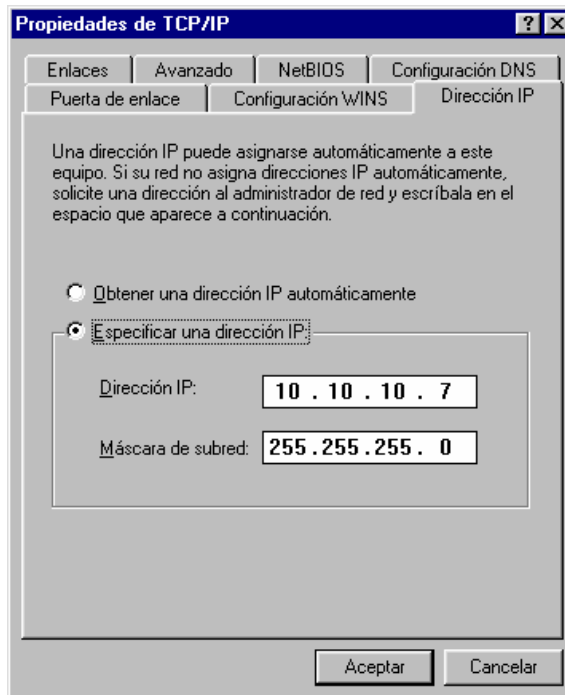 Propiedades de TCP/IP
Enlaces Avanzado NetBIOS Configuración DNS
Puerta de enlace Configuración WINS Dirección IP
Una dirección IP puede asignarse automáticamente a este
equipo. Si su red no asigna direcciones IP automáticamente,
solicite una dirección al administrador de red y escríbala en el
espacio que aparece a continuación.
Obtener una dirección IP automáticamente
Especificar una dirección IP:
Dirección IP: 10 . 10 . 10 . 7
Máscara de subred: 255.255.255. 0
Aceptar Cancelar